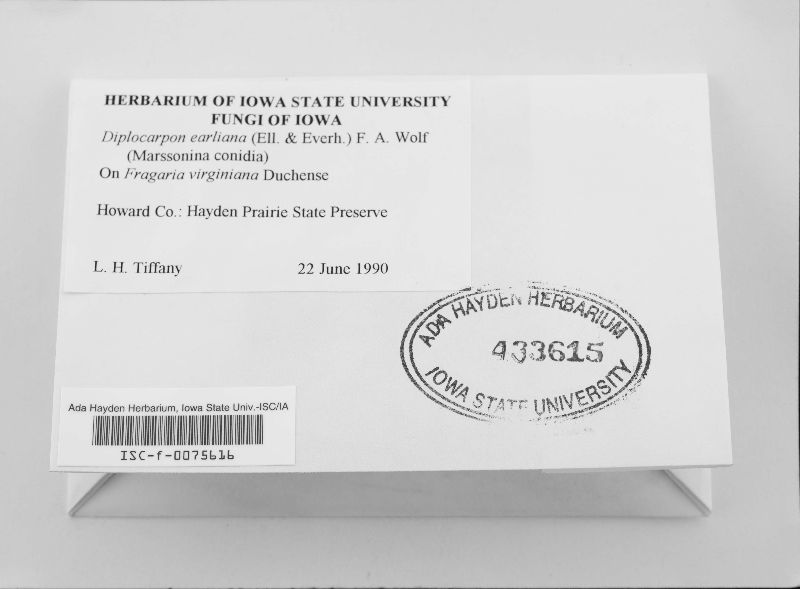 HERBARIUM OF IOWA STATE UNIVERSITY
FUNGI OF IOWA
Diplocarpon earliana (Ell. & Everh.) F. A. Wolf
(Marssonina conidia)
On Fragaria virginiana Duchense
Howard Co.: Hayden Prairie State Preserve
L. H. Tiffany 22 June 1990
ADA HAYDEN HERBARIUM
433615
IOWA STATE UNIVERSITY
Ada Hayden Herbarium, Iowa State Univ.-ISC/IA
ISC-f-0075616